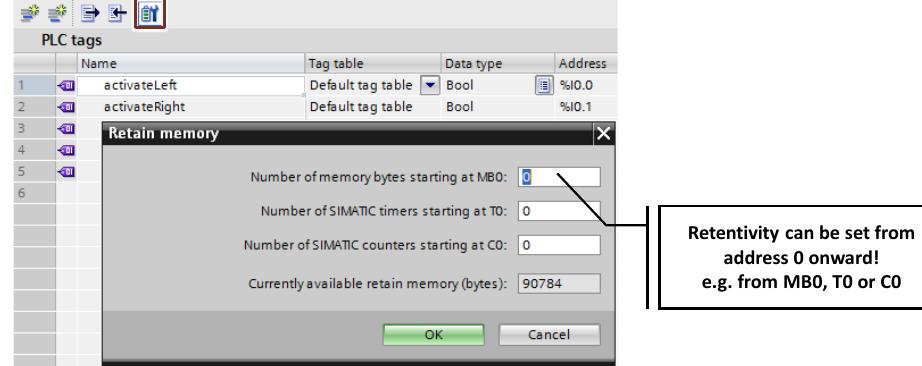 PLC tags
Name Tag table Data type Address
1 activateLeft Default tag table Bool %I0.0
2 activateRight Default tag table Bool %I0.1
3
4
5
6
Retain memory
Number of memory bytes starting at MB0: 0
Number of SIMATIC timers starting at T0: 0
Number of SIMATIC counters starting at C0: 0
Currently available retain memory (bytes): 90784
OK Cancel
Retentivity can be set from
address 0 onward!
e.g. from MB0, T0 or C0